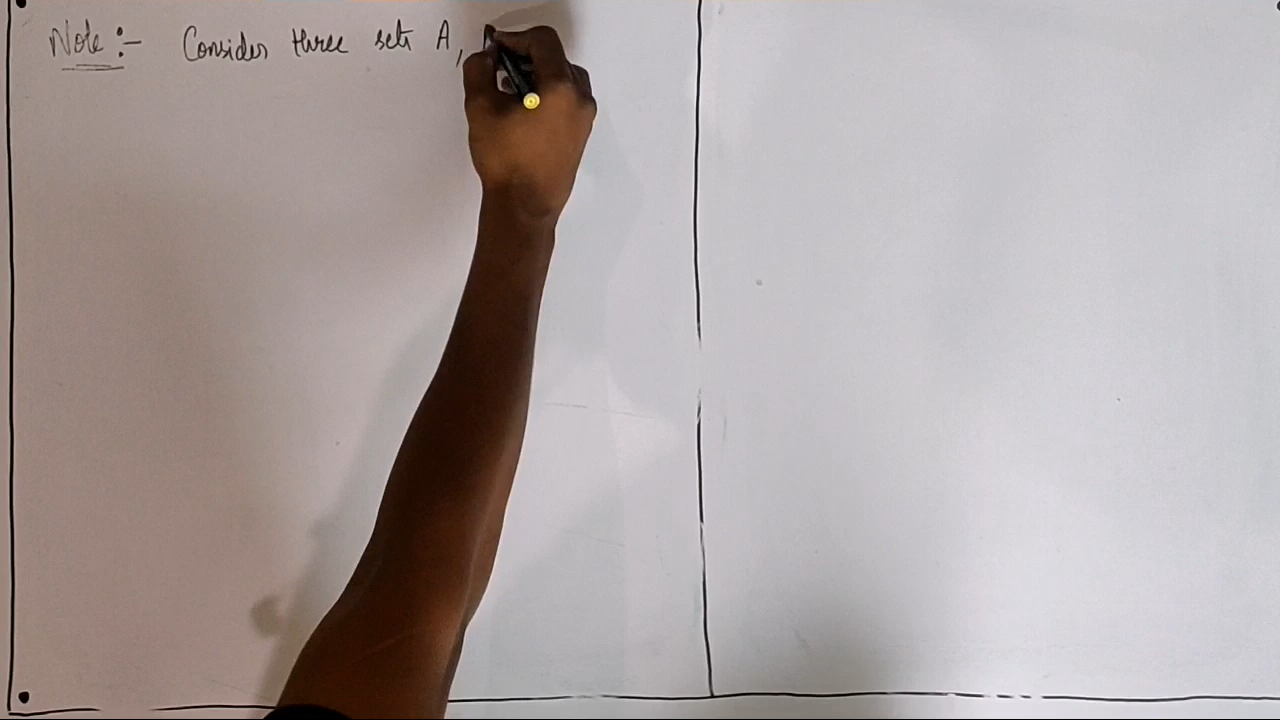 Note :- Consider three sets A,